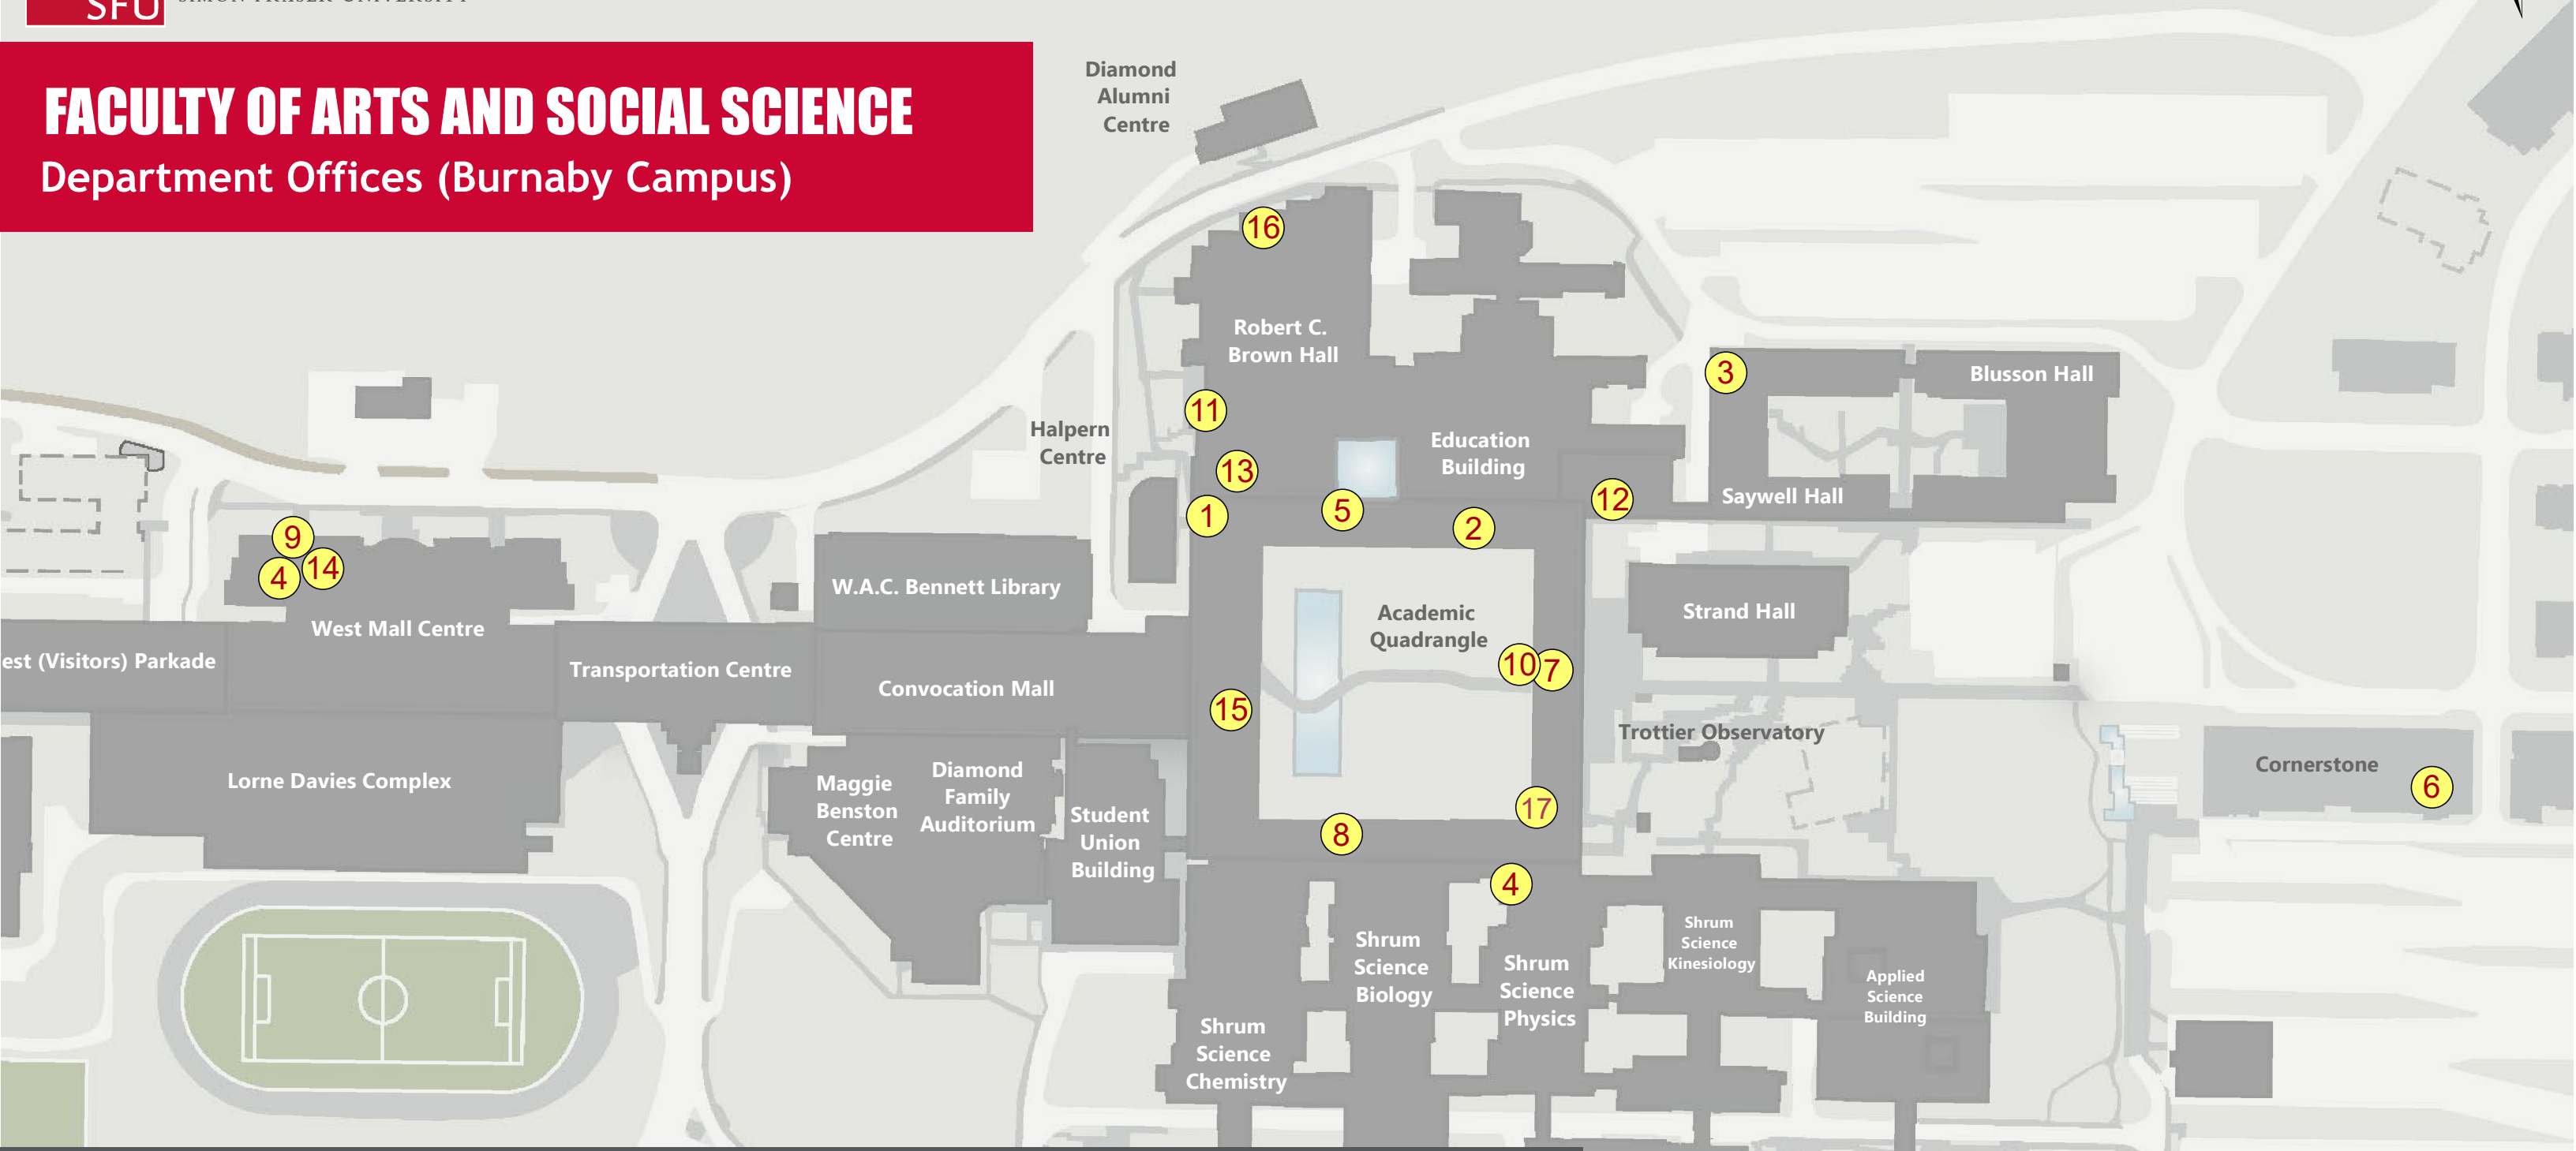 SFU
SIMON FRASER UNIVERSITY
FACULTY OF ARTS AND SOCIAL SCIENCE
Department Offices (Burnaby Campus)
Diamond
Alumni
Centre
16
Robert C.
Brown Hall
3
Blusson Hall
11
Halpern
Centre
Education
Building
13
12
Saywell Hall
1
5
2
9
4
14
W.A.C. Bennett Library
Academic
Quadrangle
Strand Hall
West Mall Centre
est (Visitors) Parkade
Transportation Centre
Convocation Mall
10
7
15
Trottier Observatory
Lorne Davies Complex
Maggie
Benston
Centre
Diamond
Family
Auditorium
Student
Union
Building
Cornerstone
6
17
8
4
Shrum
Science
Biology
Shrum
Science
Physics
Shrum
Science
Kinesiology
Applied
Science
Building
Shrum
Science
Chemistry